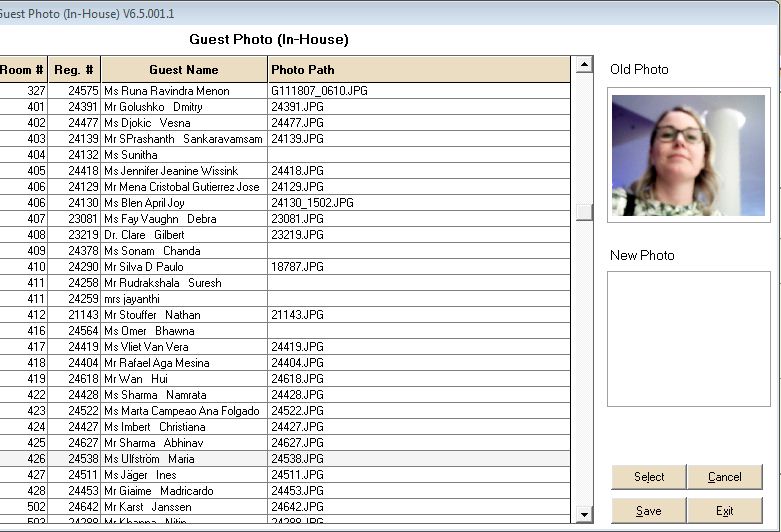 Guest Photo (In-House) V6.5.001.1
Guest Photo (In-House)
Room # Reg. # Guest Name Photo Path
327 24575 Ms Runa Ravindra Menon G111807_0610.JPG
401 24391 Mr Golushko Dmitry 24391.JPG
402 24477 Ms Djokic Vesna 24477.JPG
403 24139 Mr SPrashanth Sankaravamsam 24139.JPG
404 24132 Ms Sunitha
405 24418 Ms Jennifer Jeanine Wissink 24418.JPG
406 24129 Mr Mena Cristobal Gutierrez Jose 24129.JPG
406 24130 Ms Blen April Joy 24130_1502.JPG
407 23081 Ms Fay Vaughn Debra 23081.JPG
408 23219 Dr. Clare Gilbert 23219.JPG
409 24378 Ms Sonam Chanda
410 24290 Mr Silva D Paulo 18787.JPG
411 24258 Mr Rudrakshala Suresh
411 24259 mrs jayanthi
412 21143 Mr Stouffer Nathan 21143.JPG
416 24564 Ms Omer Bhawna
417 24419 Ms Vliet Van Vera 24419.JPG
418 24404 Mr Rafael Aga Mesina 24404.JPG
419 24618 Mr Wan Hui 24618.JPG
422 24428 Ms Sharma Namrata 24428.JPG
423 24522 Ms Marta Campeao Ana Folgado 24522.JPG
424 24427 Ms Imbert Christiana 24427.JPG
425 24627 Mr Sharma Abhinav 24627.JPG
426 24538 Ms Ulfström Maria 24538.JPG
427 24511 Ms Jäger Ines 24511.JPG
428 24453 Mr Giaime Madricardo 24453.JPG
502 24642 Mr Karst Janssen 24642.JPG
502 24288 Mr Khanna Nitin 24288.JPG
Old Photo
New Photo
Select Cancel
Save Exit